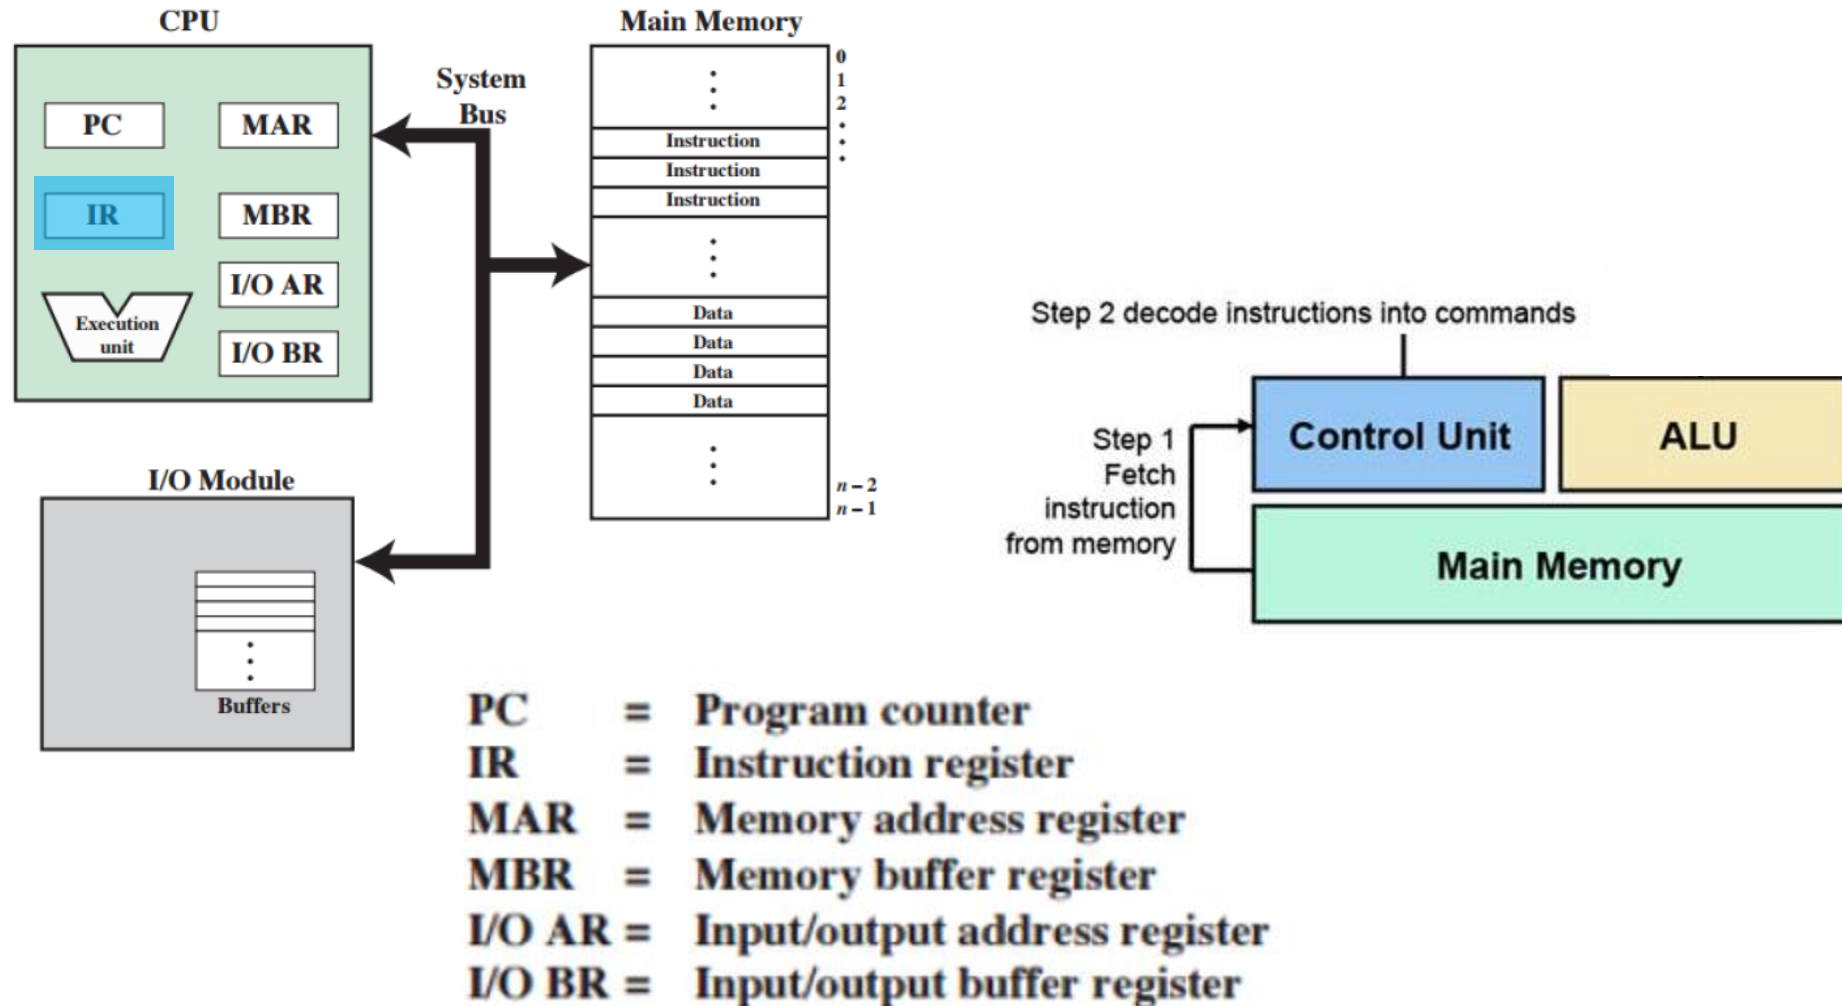 CPU
PC
MAR
IR
MBR
I/O AR
Execution
unit
I/O BR
System
Bus
Main Memory
0
1
2
Instruction
Instruction
Instruction
Data
Data
Data
Data
n – 2
n – 1
I/O Module
Buffers
Step 2 decode instructions into commands
Step 1
Fetch
instruction
from memory
Control Unit
ALU
Main Memory
PC = Program counter
IR = Instruction register
MAR = Memory address register
MBR = Memory buffer register
I/O AR = Input/output address register
I/O BR = Input/output buffer register